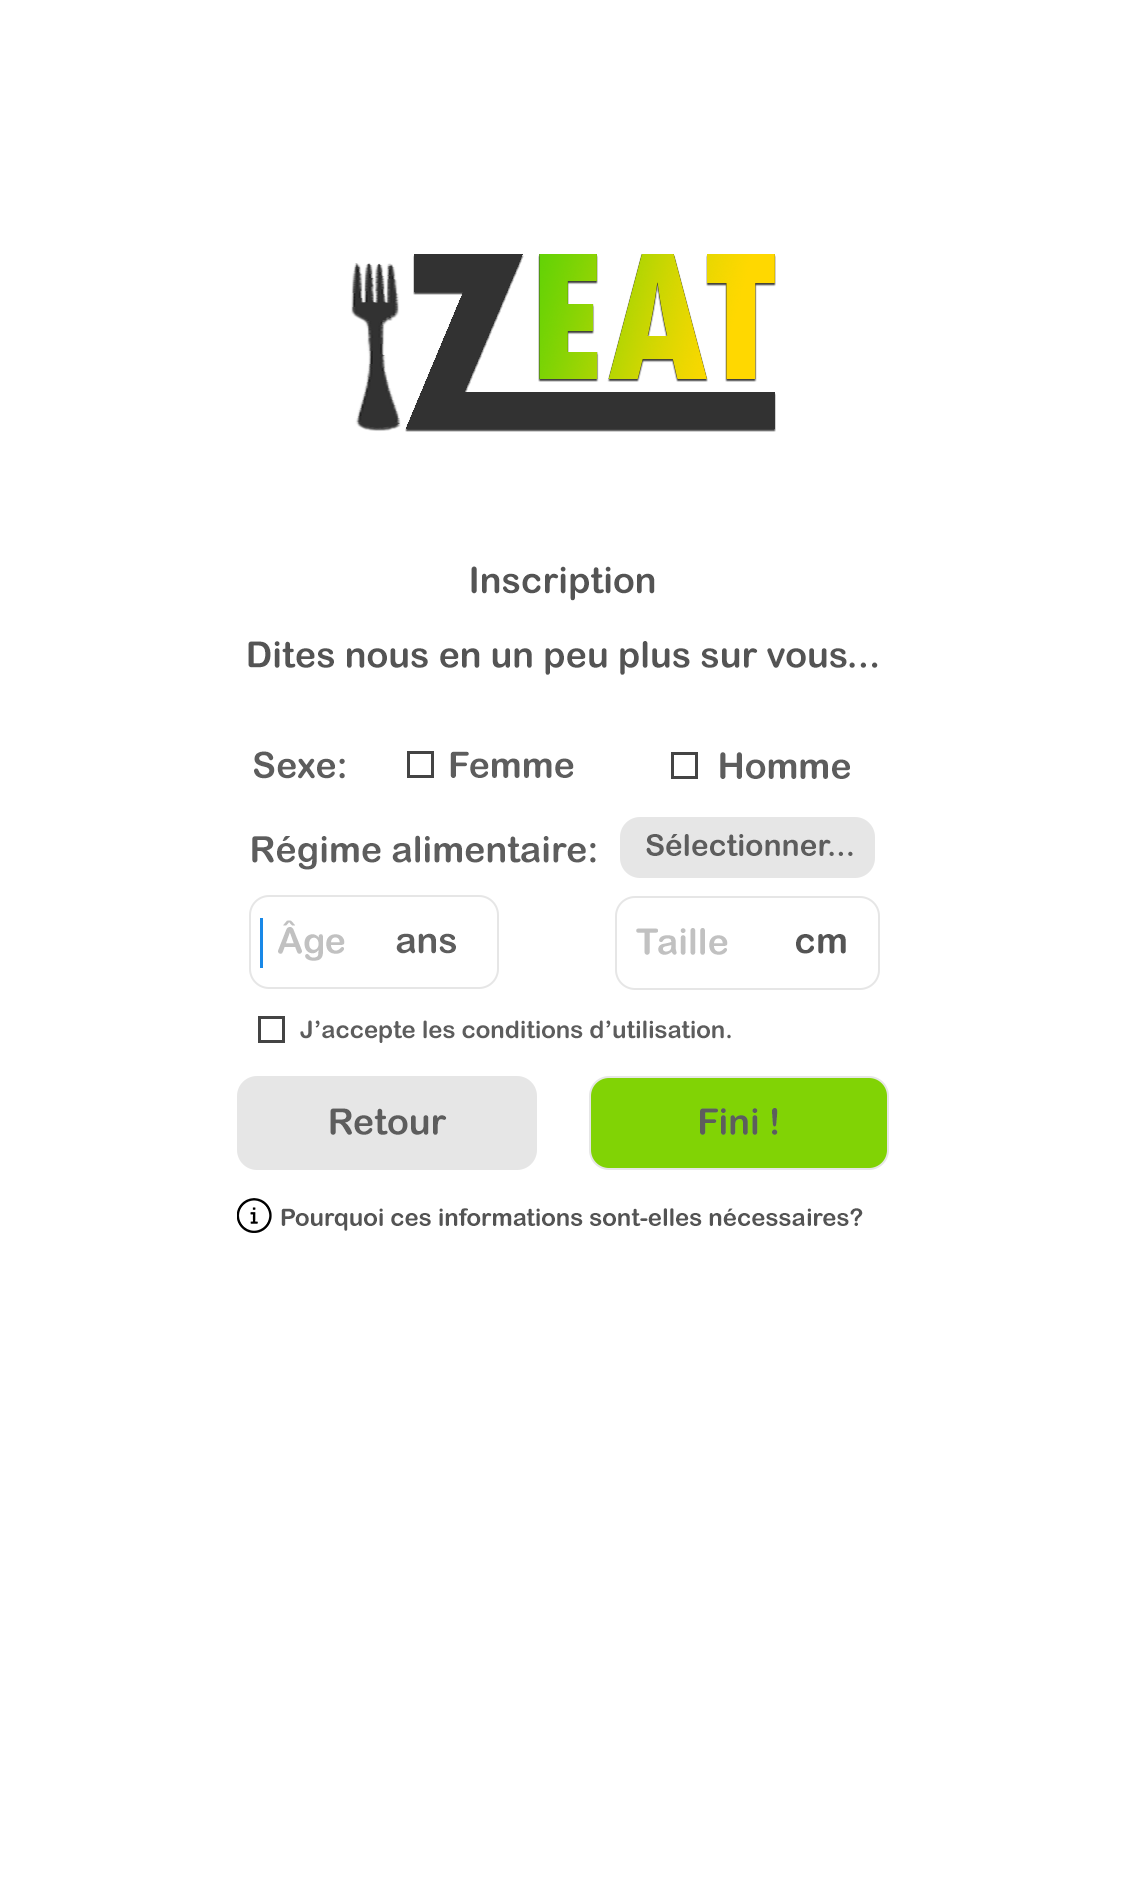 ZEAT
Inscription
Dites nous en un peu plus sur vous...
Sexe: Femme Homme
Régime alimentaire: Sélectionner...
Âge ans Taille cm
J’accepte les conditions d’utilisation.
Retour Fini !
i Pourquoi ces informations sont-elles nécessaires?